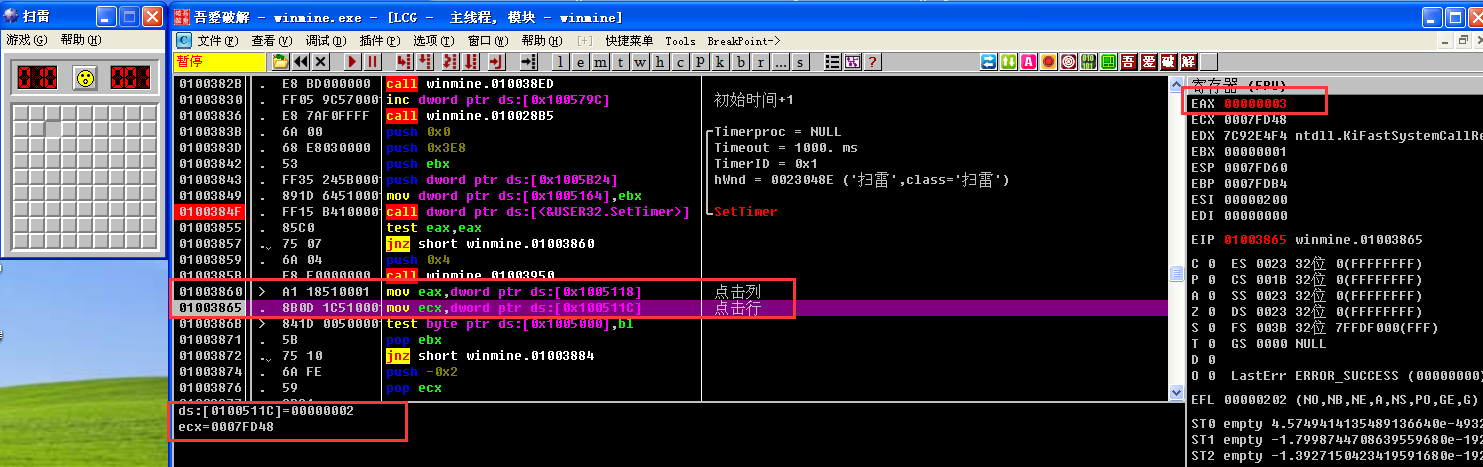 扫雷
游戏(G) 帮助(H)
吾爱破解 - winmine.exe - [LCG - 主线程, 模块 - winmine]
文件(F) 查看(V) 调试(D) 插件(P) 选项(T) 窗口(W) 帮助(H) [+] 快捷菜单 Tools BreakPoint->
暂停 l e m t w h c p k b r ... s ? 吾 爱 破 解
0100382B . E8 BD000000 call winmine.010038ED
01003830 . FF05 9C57000 inc dword ptr ds:[0x100579C] 初始时间+1
01003836 . E8 7AF0FFFF call winmine.010028B5
0100383B . 6A 00 push 0x0 Timerproc = NULL
0100383D . 68 E8030000 push 0x3E8 Timeout = 1000. ms
01003842 . 53 push ebx TimerID = 0x1
01003843 . FF35 245B000 push dword ptr ds:[0x1005B24] hWnd = 0023048E ('扫雷',class='扫雷')
01003849 . 891D 6451000 mov dword ptr ds:[0x1005164],ebx
0100384F . FF15 B410000 call dword ptr ds:[<&USER32.SetTimer>] SetTimer
01003855 . 85C0 test eax,eax
01003857 . 75 07 jnz short winmine.01003860
01003859 . 6A 04 push 0x4
0100385B . E8 F0000000 call winmine.01003950
01003860 > A1 18510001 mov eax,dword ptr ds:[0x1005118] 点击列
01003865 . 8B0D 1C51000 mov ecx,dword ptr ds:[0x100511C] 点击行
0100386B > 841D 0050000 test byte ptr ds:[0x1005000],bl
01003871 . 5B pop ebx
01003872 . 75 10 jnz short winmine.01003884
01003874 . 6A FE push -0x2
01003876 . 59 pop ecx
ds:[0100511C]=00000002
ecx=0007FD48
寄存器 (FPU)
EAX 00000003
ECX 0007FD48
EDX 7C92E4F4 ntdll.KiFastSystemCallRe
EBX 00000001
ESP 0007FD60
EBP 0007FDB4
ESI 00000200
EDI 00000000
EIP 01003865 winmine.01003865
C 0 ES 0023 32位 0(FFFFFFFF)
P 0 CS 001B 32位 0(FFFFFFFF)
A 0 SS 0023 32位 0(FFFFFFFF)
Z 0 DS 0023 32位 0(FFFFFFFF)
S 0 FS 003B 32位 7FFDF000(FFF)
T 0 GS 0000 NULL
D 0
O 0 LastErr ERROR_SUCCESS (00000000)
EFL 00000202 (NO,NB,NE,A,NS,PO,GE,G)
ST0 empty 4.5749414135489136640e-4932
ST1 empty -1.7998744708639559680e-192
ST2 empty -1.3927150423419591680e-192